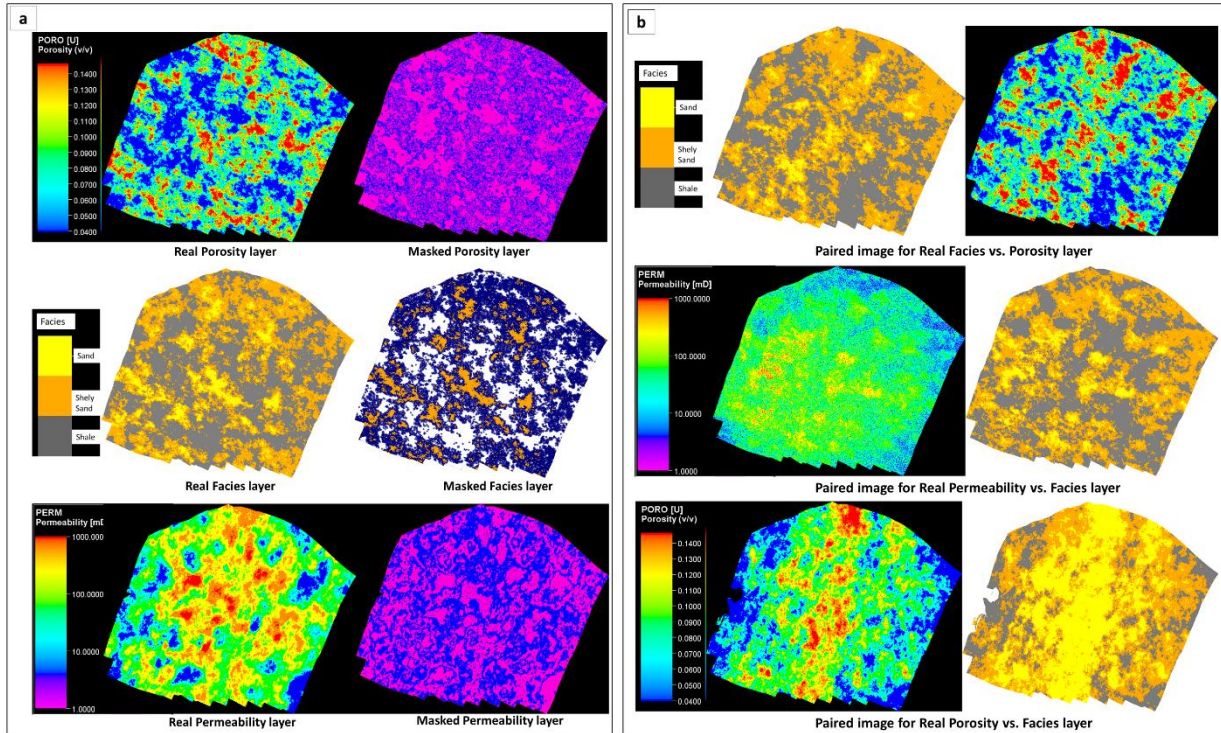 a
PORO [U]
Porosity (v/v)
0.1400
0.1300
0.1200
0.1100
0.1000
0.0900
0.0800
0.0700
0.0600
0.0500
0.0400
Real Porosity layer
Masked Porosity layer
Facies
Sand
Shely
Sand
Shale
Real Facies layer
Masked Facies layer
PERM
Permeability [mD
1000.0000
100.0000
10.0000
1.0000
Real Permeability layer
Masked Permeability layer
b
Facies
Sand
Shely
Sand
Shale
Paired image for Real Facies vs. Porosity layer
PERM
Permeability [mD]
1000.0000
100.0000
10.0000
1.0000
Paired image for Real Permeability vs. Facies layer
PORO [U]
Porosity (v/v)
0.1400
0.1300
0.1200
0.1100
0.1000
0.0900
0.0800
0.0700
0.0600
0.0500
0.0400
Paired image for Real Porosity vs. Facies layer